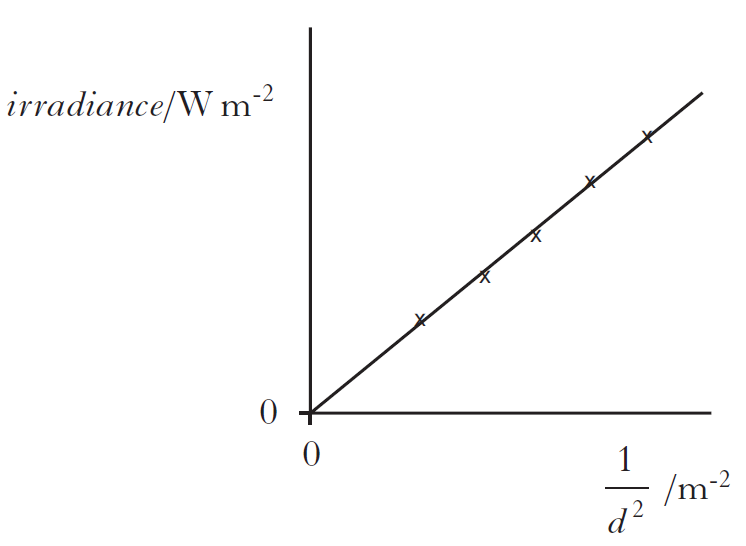 irradiance/W m⁻²
0
0
1
/m⁻²
d²